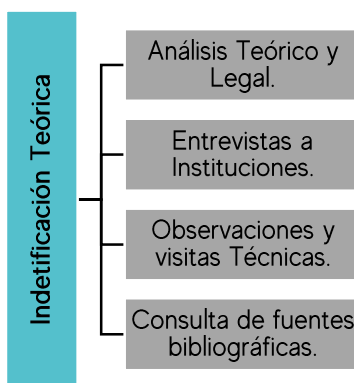 Indetificación Teórica
Análisis Teórico y
Legal.
Entrevistas a
Instituciones.
Observaciones y
visitas Técnicas.
Consulta de fuentes
bibliográficas.